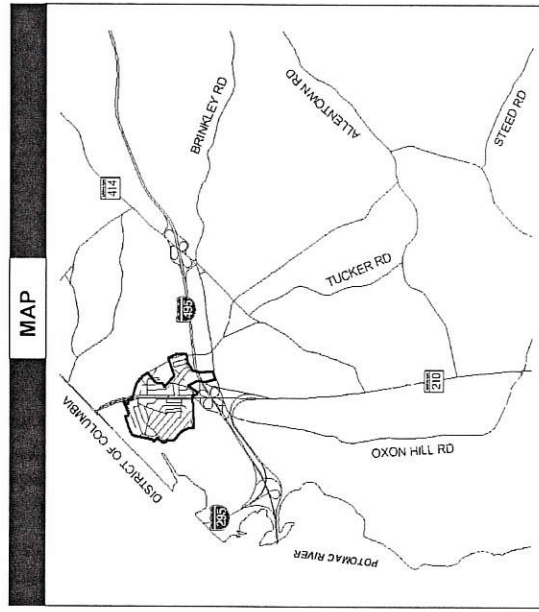 MAP
DISTRICT OF COLUMBIA
414
BRINKLEY RD
495
ALLENTOWN RD
295
TUCKER RD
STEED RD
210
OXON HILL RD
POTOMAC RIVER